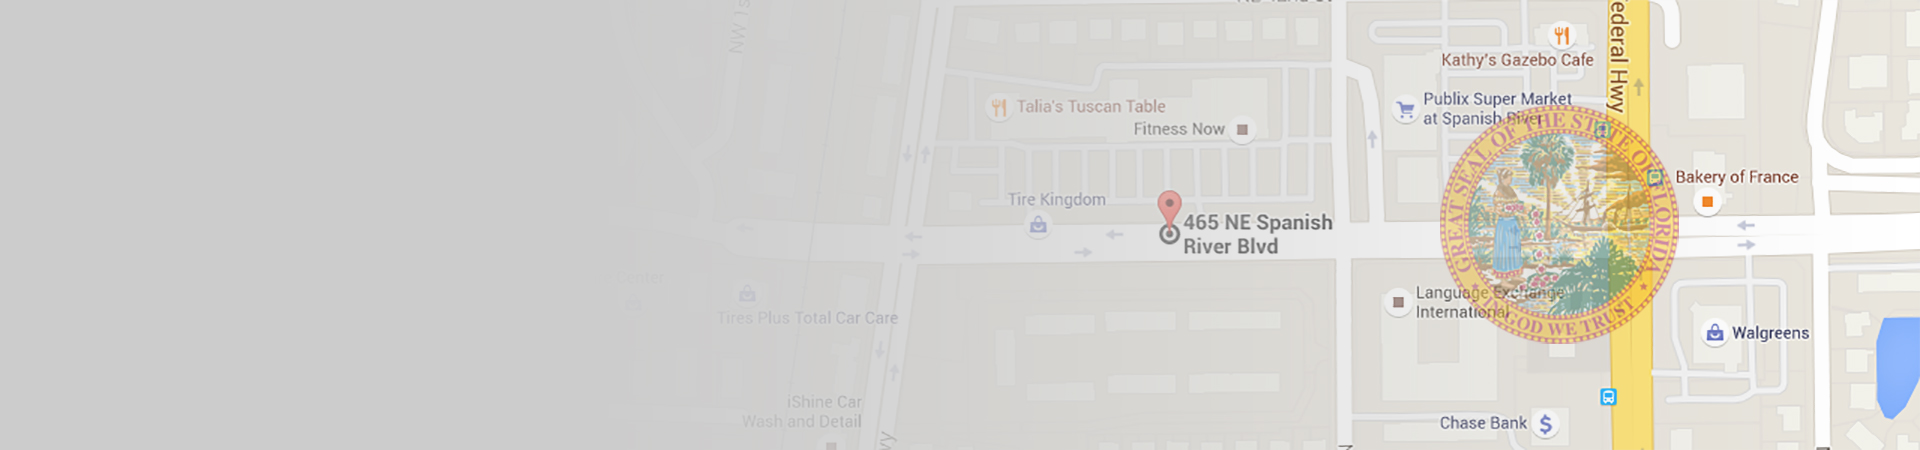 NW 1s
Federal Hwy
Kathy's Gazebo Cafe
Publix Super Market
at Spanish River
Talia's Tuscan Table
Fitness Now
GREAT SEAL OF THE STATE OF FLORIDA
IN GOD WE TRUST
Bakery of France
Tire Kingdom
465 NE Spanish
River Blvd
Tires Plus Total Car Care
Language Exchange
International
Walgreens
iShine Car
Wash and Detail
Chase Bank
$